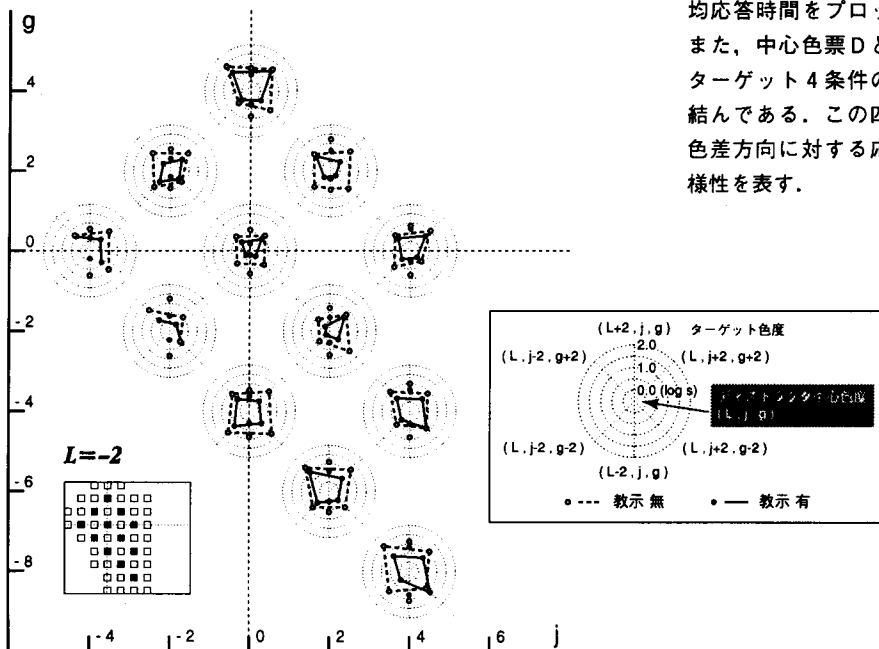 均応答時間をプロッ
また，中心色票Dと
ターゲット4条件の
結んである．この四
色差方向に対する応
様性を表す．
g
4
2
0
-2
-4
-6
-8
L=-2
-4
-2
0
2
4
6
j
(L+2, j, g)
ターゲット色度
(L, j-2, g+2)
2.0
(L, j+2, g+2)
1.0
0.0 (log s)
(L, j, g)
(L, j-2, g-2)
(L, j+2, g-2)
(L-2, j, g)
教示 無
教示 有